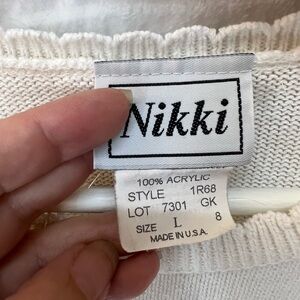 Nikki
100% ACRYLIC
STYLE 1R68
LOT 7301 GK
SIZE L 8
MADE IN U.S.A.